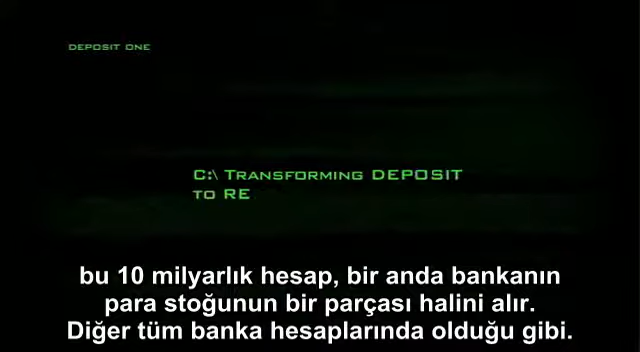 DEPOSIT ONE
C:\ TRANSFORMING DEPOSIT
TO RE
bu 10 milyarlık hesap, bir anda bankanın
para stoğunun bir parçası halini alır.
Diğer tüm banka hesaplarında olduğu gibi.